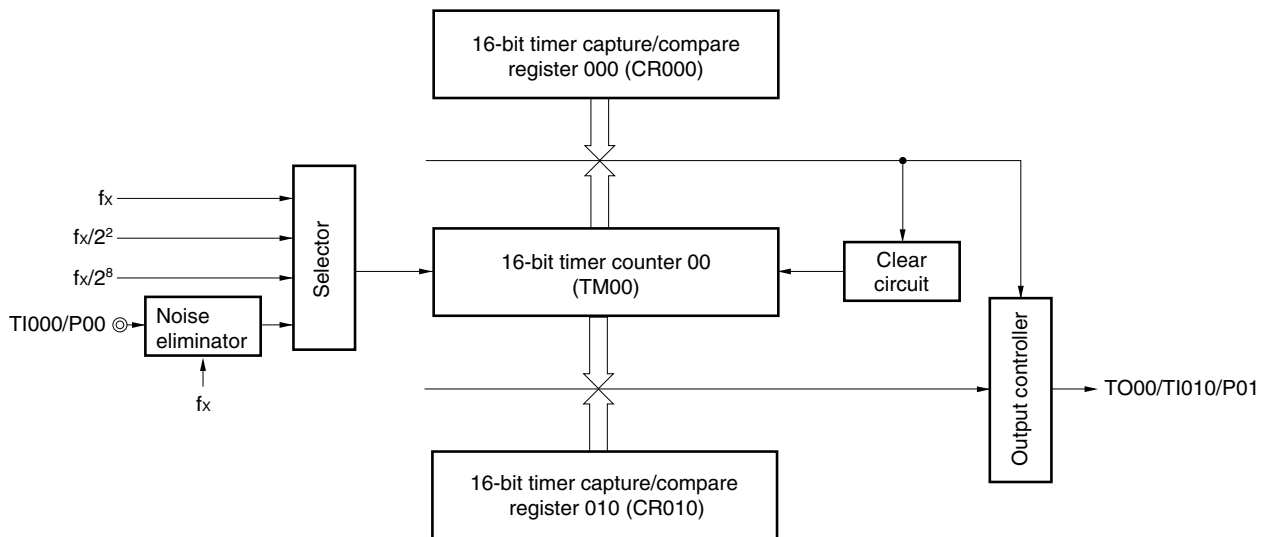 16-bit timer capture/compare
register 000 (CR000)
fX
fX/2²
fX/2⁸
TI000/P00
Noise
eliminator
fX
Selector
16-bit timer counter 00
(TM00)
Clear
circuit
Output controller
TO00/TI010/P01
16-bit timer capture/compare
register 010 (CR010)